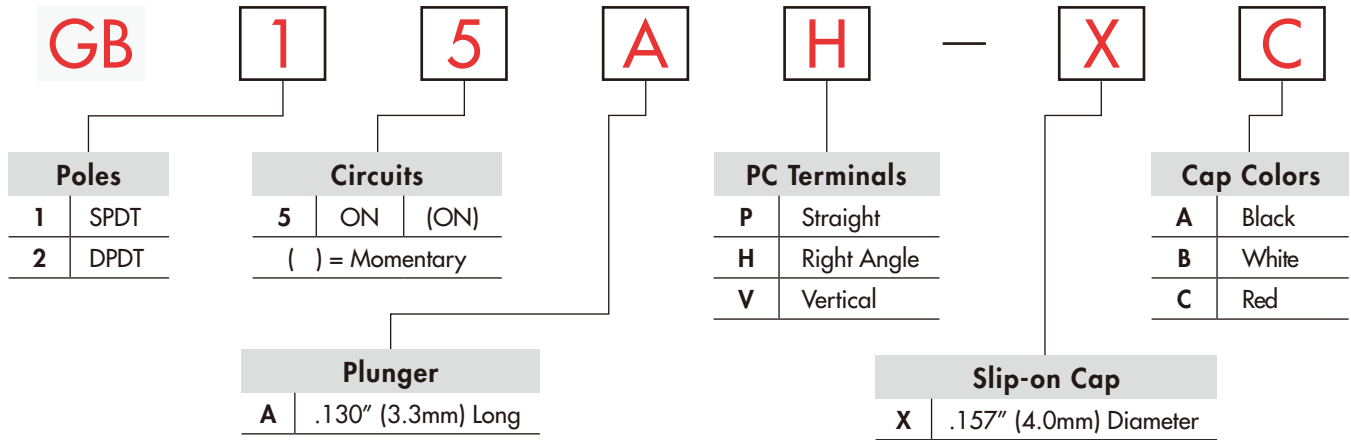 GB 1 5 A H — X C
Poles
1 SPDT
2 DPDT
Circuits
5 ON (ON)
( ) = Momentary
PC Terminals
P Straight
H Right Angle
V Vertical
Cap Colors
A Black
B White
C Red
Plunger
A .130" (3.3mm) Long
Slip-on Cap
X .157" (4.0mm) Diameter